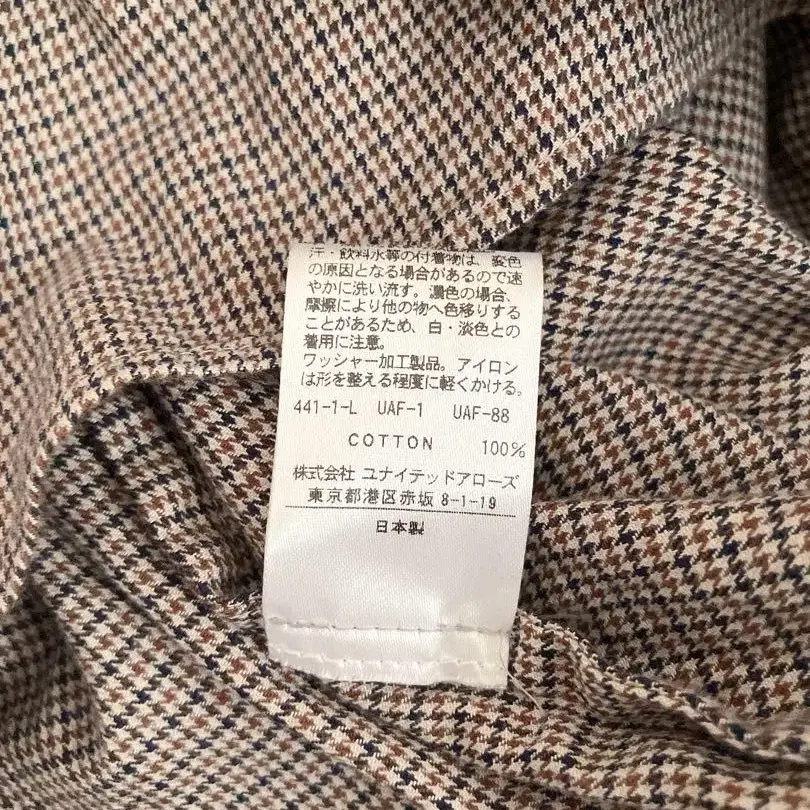 汗・飲料水等の付着物は、変色
の原因となる場合があるので速
やかに洗い流す。濃色の場合、
摩擦により他の物へ色移りする
ことがあるため、白・淡色との
着用に注意。
ワッシャー加工製品。アイロン
は形を整える程度に軽くかける。
441-1-L UAF-1 UAF-88
COTTON 100%
株式会社 ユナイテッドアローズ
東京都港区赤坂 8-1-19
日本製